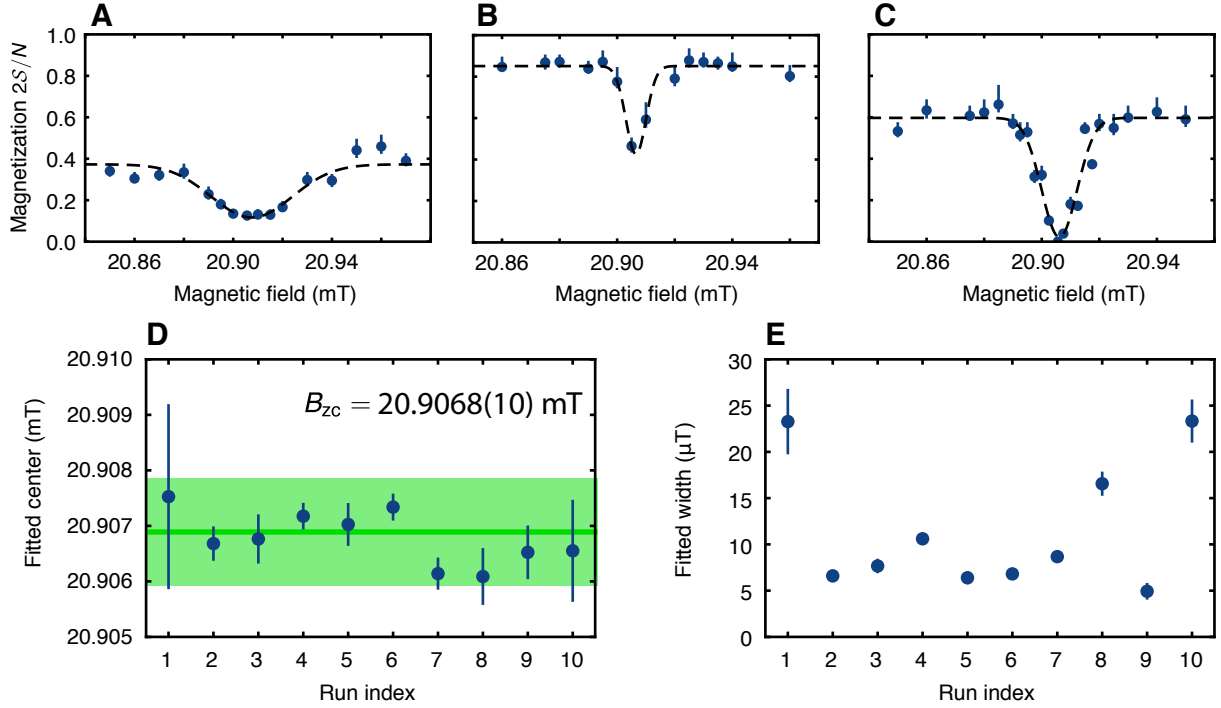 A
B
C
Magnetization 2S/N
1.0
0.8
0.6
0.4
0.2
0.0
20.86 20.90 20.94
20.86 20.90 20.94
20.86 20.90 20.94
Magnetic field (mT)
Magnetic field (mT)
Magnetic field (mT)
D
Fitted center (mT)
20.910
20.909
20.908
20.907
20.906
20.905
B_zc = 20.9068(10) mT
1 2 3 4 5 6 7 8 9 10
Run index
E
Fitted width (μT)
30
25
20
15
10
5
0
1 2 3 4 5 6 7 8 9 10
Run index